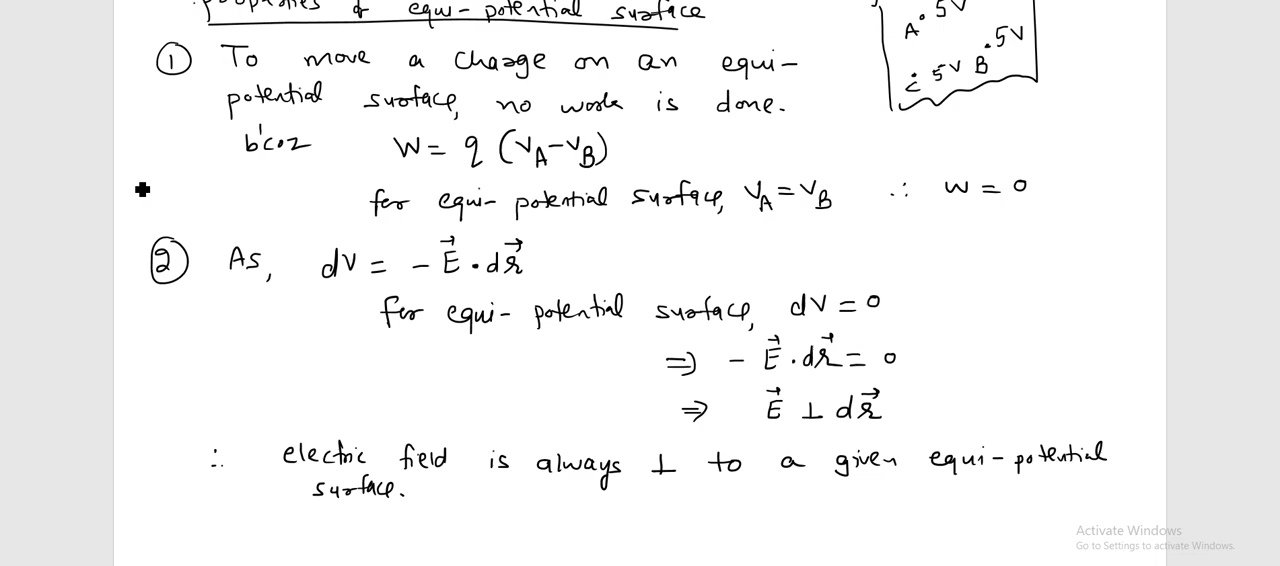 properties of equi-potential surface
A 5V
.5V
C 5V B
① To move a charge on an equi-
potential surface, no work is done.
b'coz W = q (VA-VB)
for equi-potential surface, VA = VB ∴ W = 0
② As, dV = - E⃗ . dr⃗
for equi-potential surface, dV = 0
=> - E⃗ . dr⃗ = 0
=> E⃗ ⊥ dr⃗
∴ electric field is always ⊥ to a given equi-potential
surface.
Activate Windows
Go to Settings to activate Windows.